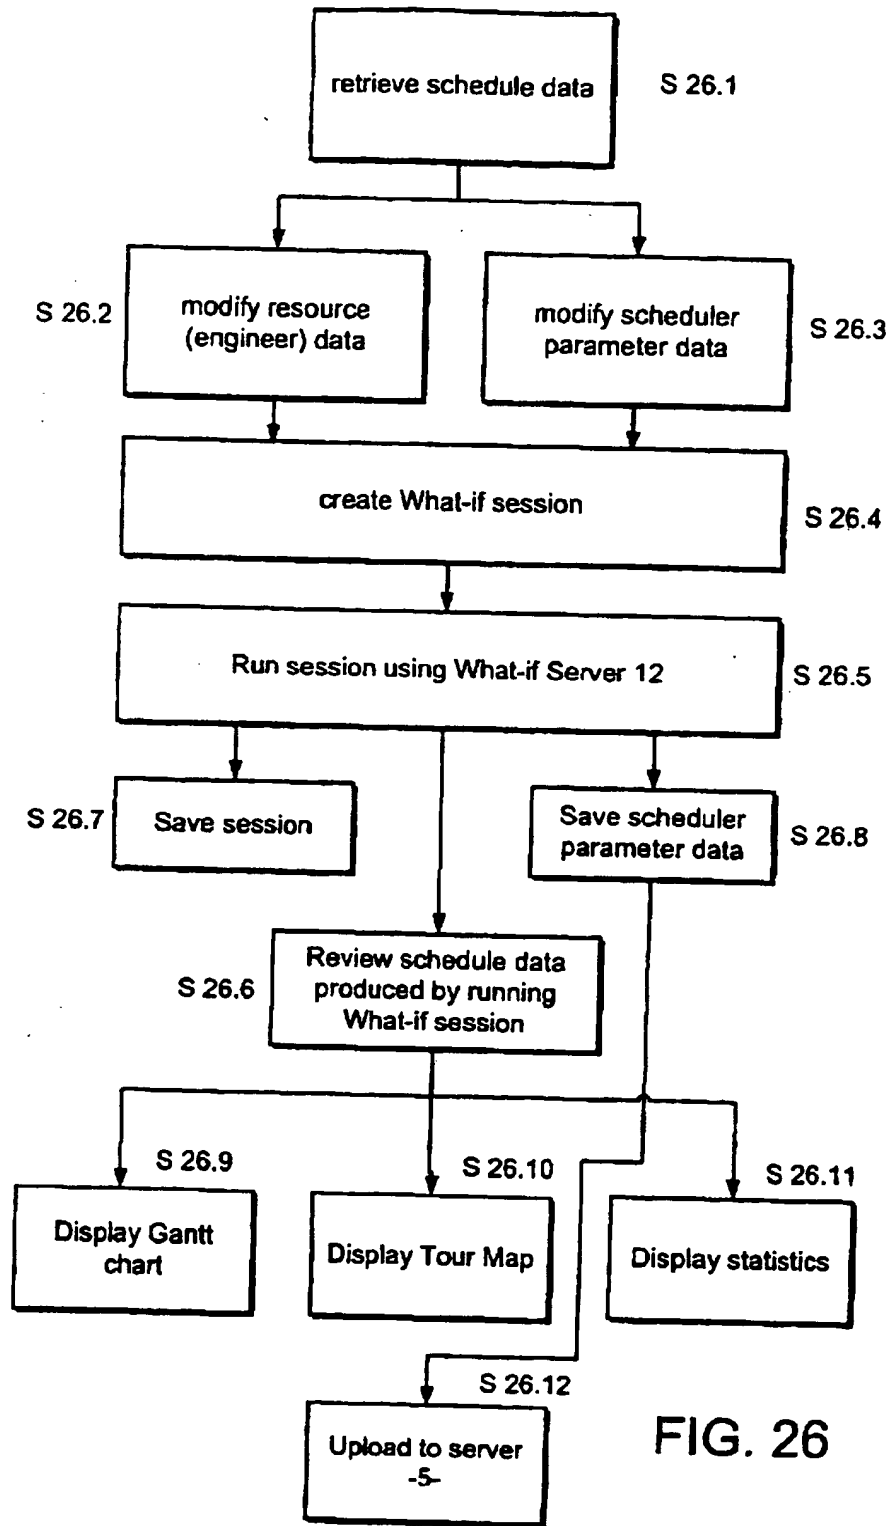 retrieve schedule data
S 26.1
S 26.2
modify resource
(engineer) data
modify scheduler
parameter data
S 26.3
create What-if session
S 26.4
Run session using What-if Server 12
S 26.5
S 26.7
Save session
Save scheduler
parameter data
S 26.8
S 26.6
Review schedule data
produced by running
What-if session
S 26.9
Display Gantt
chart
S 26.10
Display Tour Map
S 26.11
Display statistics
S 26.12
Upload to server
-5-
FIG. 26